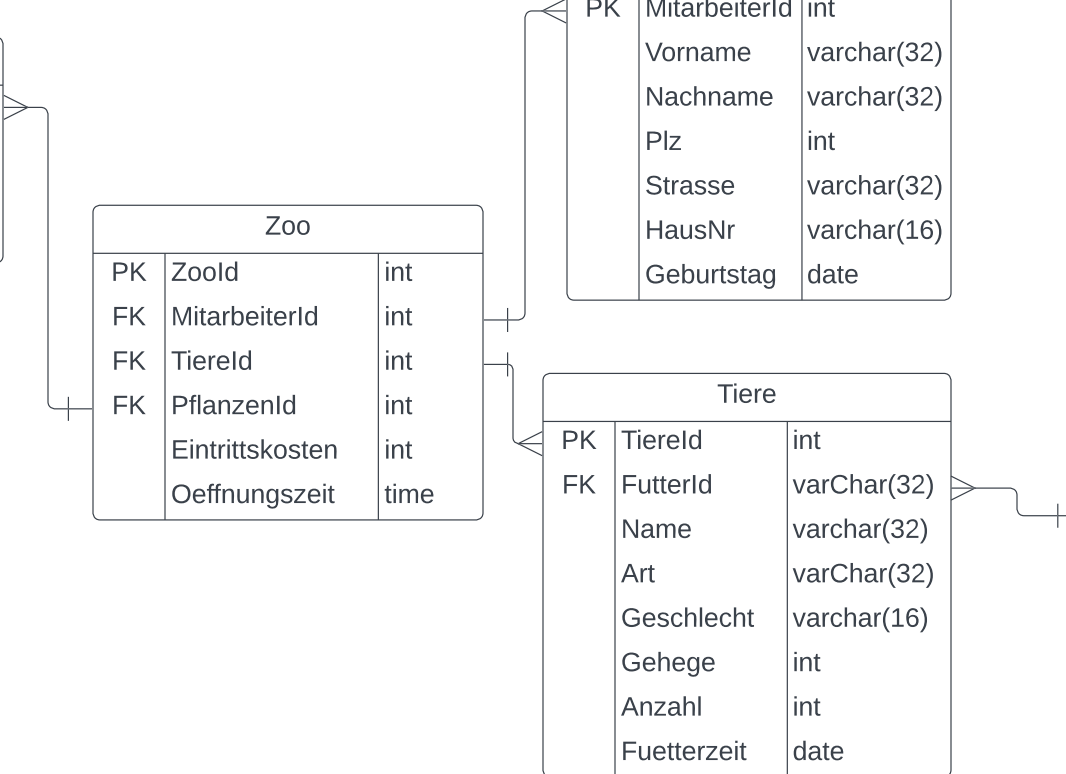 PK MitarbeiterId int
Vorname varchar(32)
Nachname varchar(32)
Plz int
Strasse varchar(32)
HausNr varchar(16)
Geburtstag date
Zoo
PK ZooId int
FK MitarbeiterId int
FK TiereId int
FK PflanzenId int
Eintrittskosten int
Oeffnungszeit time
Tiere
PK TiereId int
FK FutterId varChar(32)
Name varchar(32)
Art varChar(32)
Geschlecht varchar(16)
Gehege int
Anzahl int
Fuetterzeit date